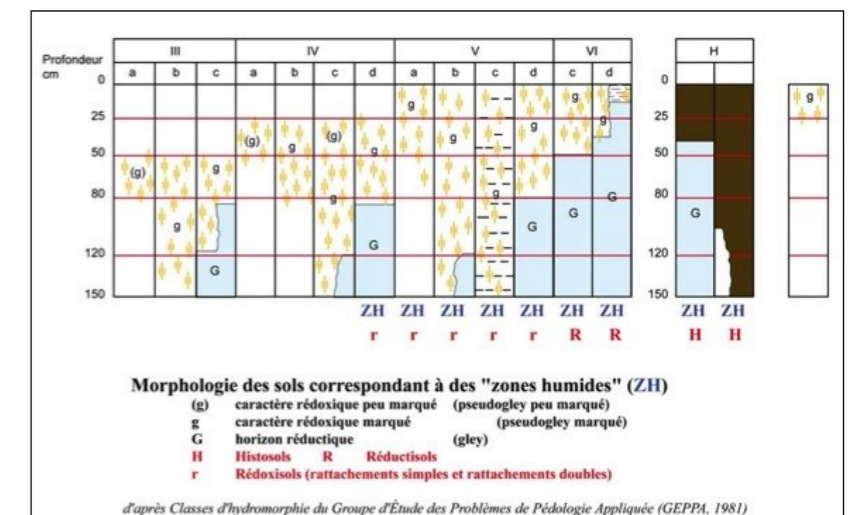 III IV V VI H
Profondeur
cm
a b c a b c d a b c d c d
0 0
25 25
50 50
80 80
120 120
150 150
(g) g g G (g) g (g) g g G g g g g G g G g G G g
ZH ZH ZH ZH ZH ZH ZH ZH ZH
r r r r r R R H H
Morphologie des sols correspondant à des "zones humides" (ZH)
(g) caractère rédoxique peu marqué (pseudogley peu marqué)
g caractère rédoxique marqué (pseudogley marqué)
G horizon réductique (gley)
H Histosols R Réductisols
r Rédoxisols (rattachements simples et rattachements doubles)
d'après Classes d'hydromorphie du Groupe d'Étude des Problèmes de Pédologie Appliquée (GEPPA, 1981)